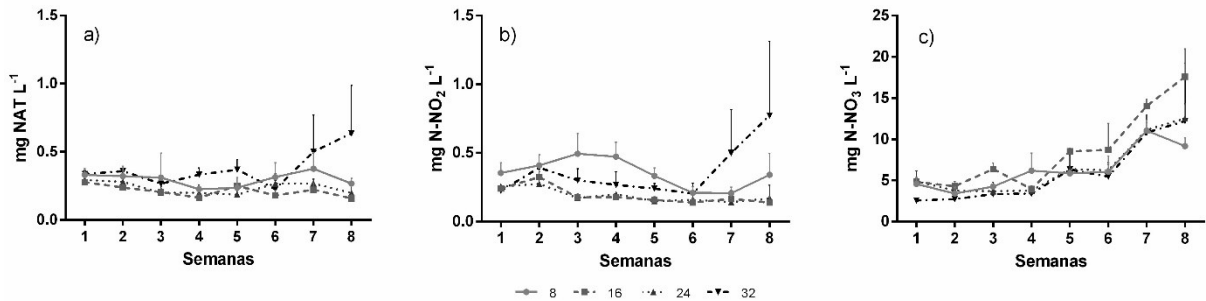 a)
mg NAT L⁻¹
1.5
1.0
0.5
0.0
1 2 3 4 5 6 7 8
Semanas
b)
mg N-NO₂ L⁻¹
1.5
1.0
0.5
0.0
1 2 3 4 5 6 7 8
Semanas
c)
mg N-NO₃ L⁻¹
25
20
15
10
5
0
1 2 3 4 5 6 7 8
Semanas
8 16 24 32